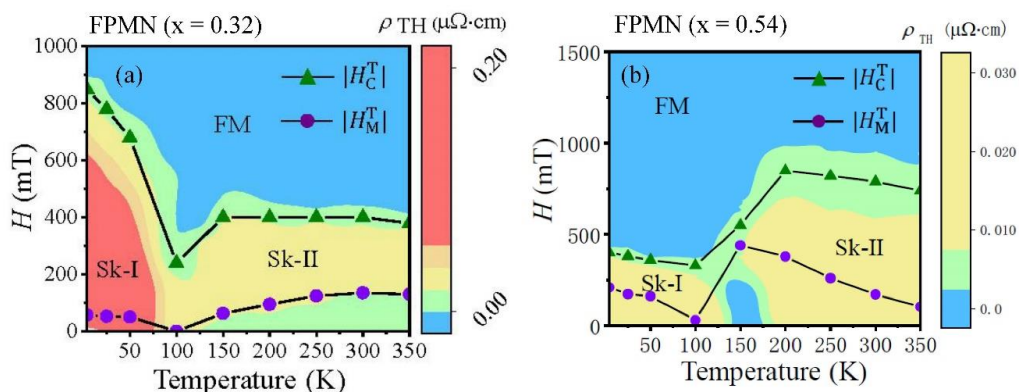 FPMN (x = 0.32)
ρ TH (μΩ·cm)
(a)
|H_C^T|
|H_M^T|
FM
Sk-I
Sk-II
H (mT)
1000
800
600
400
200
0
50 100 150 200 250 300 350
Temperature (K)
0.20
0.00
FPMN (x = 0.54)
ρ TH (μΩ·cm)
(b)
|H_C^T|
|H_M^T|
FM
Sk-I
Sk-II
H (mT)
1500
1000
500
0
50 100 150 200 250 300 350
Temperature (K)
0.030
0.020
0.010
0.0